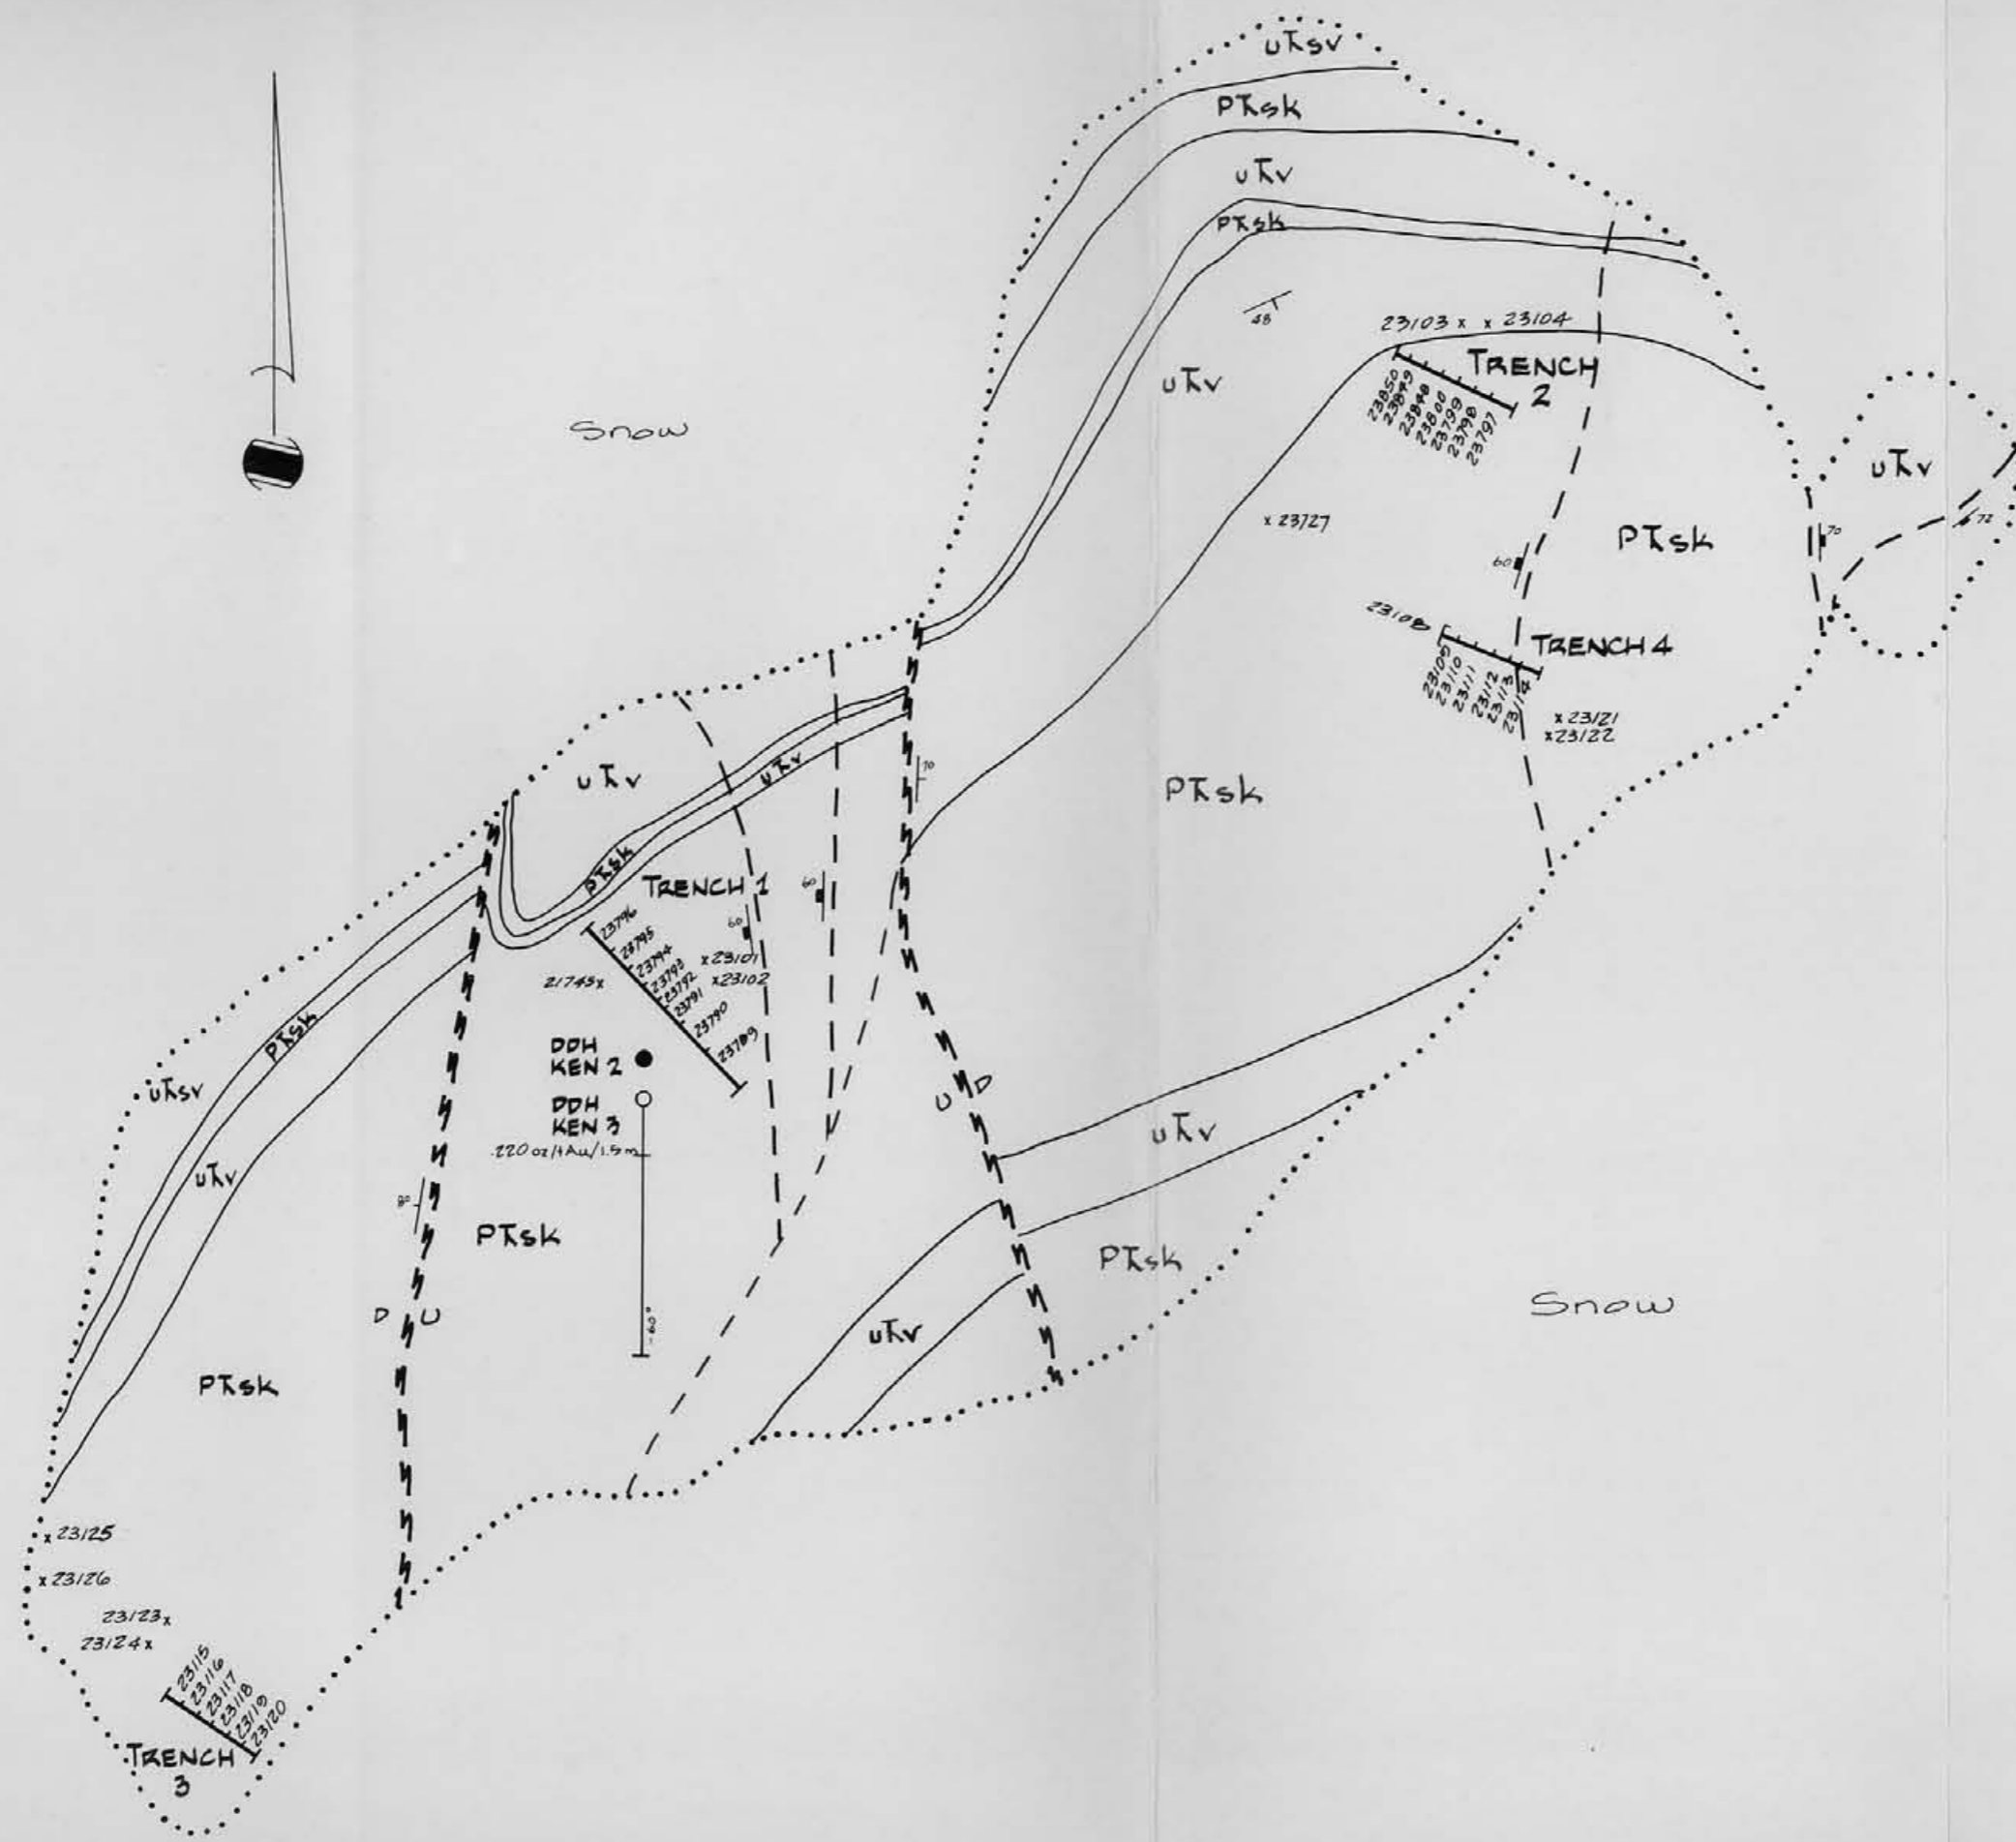 uTsv
PTsk
uTv
PTsk
48
23103 x x 23104
TRENCH
2
23850
23849
23848
23800
23799
23798
23797
uTv
Snow
uTv
x 23727
PTsk
70
72
60
23108
TRENCH 4
23109
23110
23111
23112
23113
23114
x 23121
x 23122
uTv
uTv
70
PTsk
PTsk
TRENCH 1
60
60
23796
23795
23794
23793
23792
23791
23790
23789
x 23101
x 23102
21745 x
PTsk
DDH
KEN 2
DDH
KEN 3
.220 oz/t Au/1.5m
uTsv
U D
uTv
uTv
80
PTsk
PTsk
D U
-60°
uTv
Snow
PTsk
x 23125
x 23126
23123 x
23124 x
23115
23116
23117
23118
23119
23120
TRENCH
3